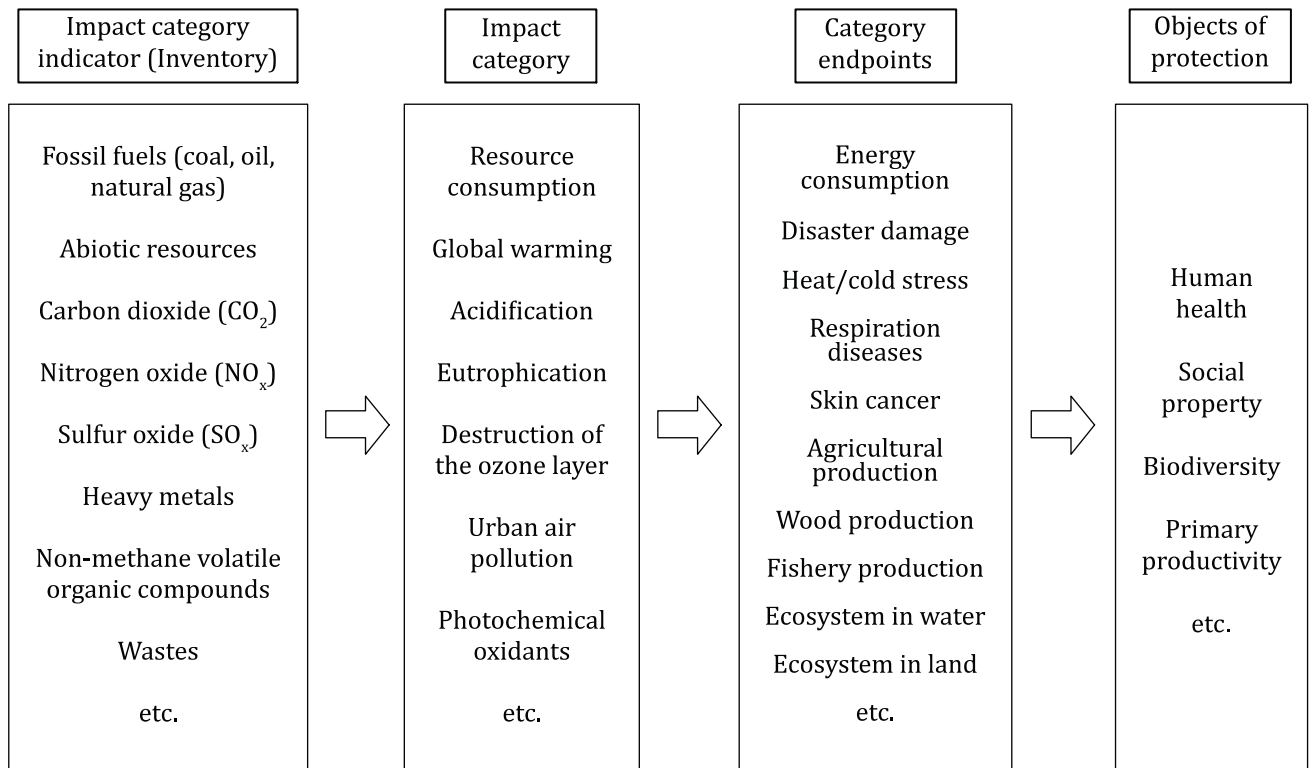 Impact category
indicator (Inventory)
Impact
category
Category
endpoints
Objects of
protection
Fossil fuels (coal, oil,
natural gas)
Abiotic resources
Carbon dioxide (CO₂)
Nitrogen oxide (NOₓ)
Sulfur oxide (SOₓ)
Heavy metals
Non-methane volatile
organic compounds
Wastes
etc.
Resource
consumption
Global warming
Acidification
Eutrophication
Destruction of
the ozone layer
Urban air
pollution
Photochemical
oxidants
etc.
Energy
consumption
Disaster damage
Heat/cold stress
Respiration
diseases
Skin cancer
Agricultural
production
Wood production
Fishery production
Ecosystem in water
Ecosystem in land
etc.
Human
health
Social
property
Biodiversity
Primary
productivity
etc.